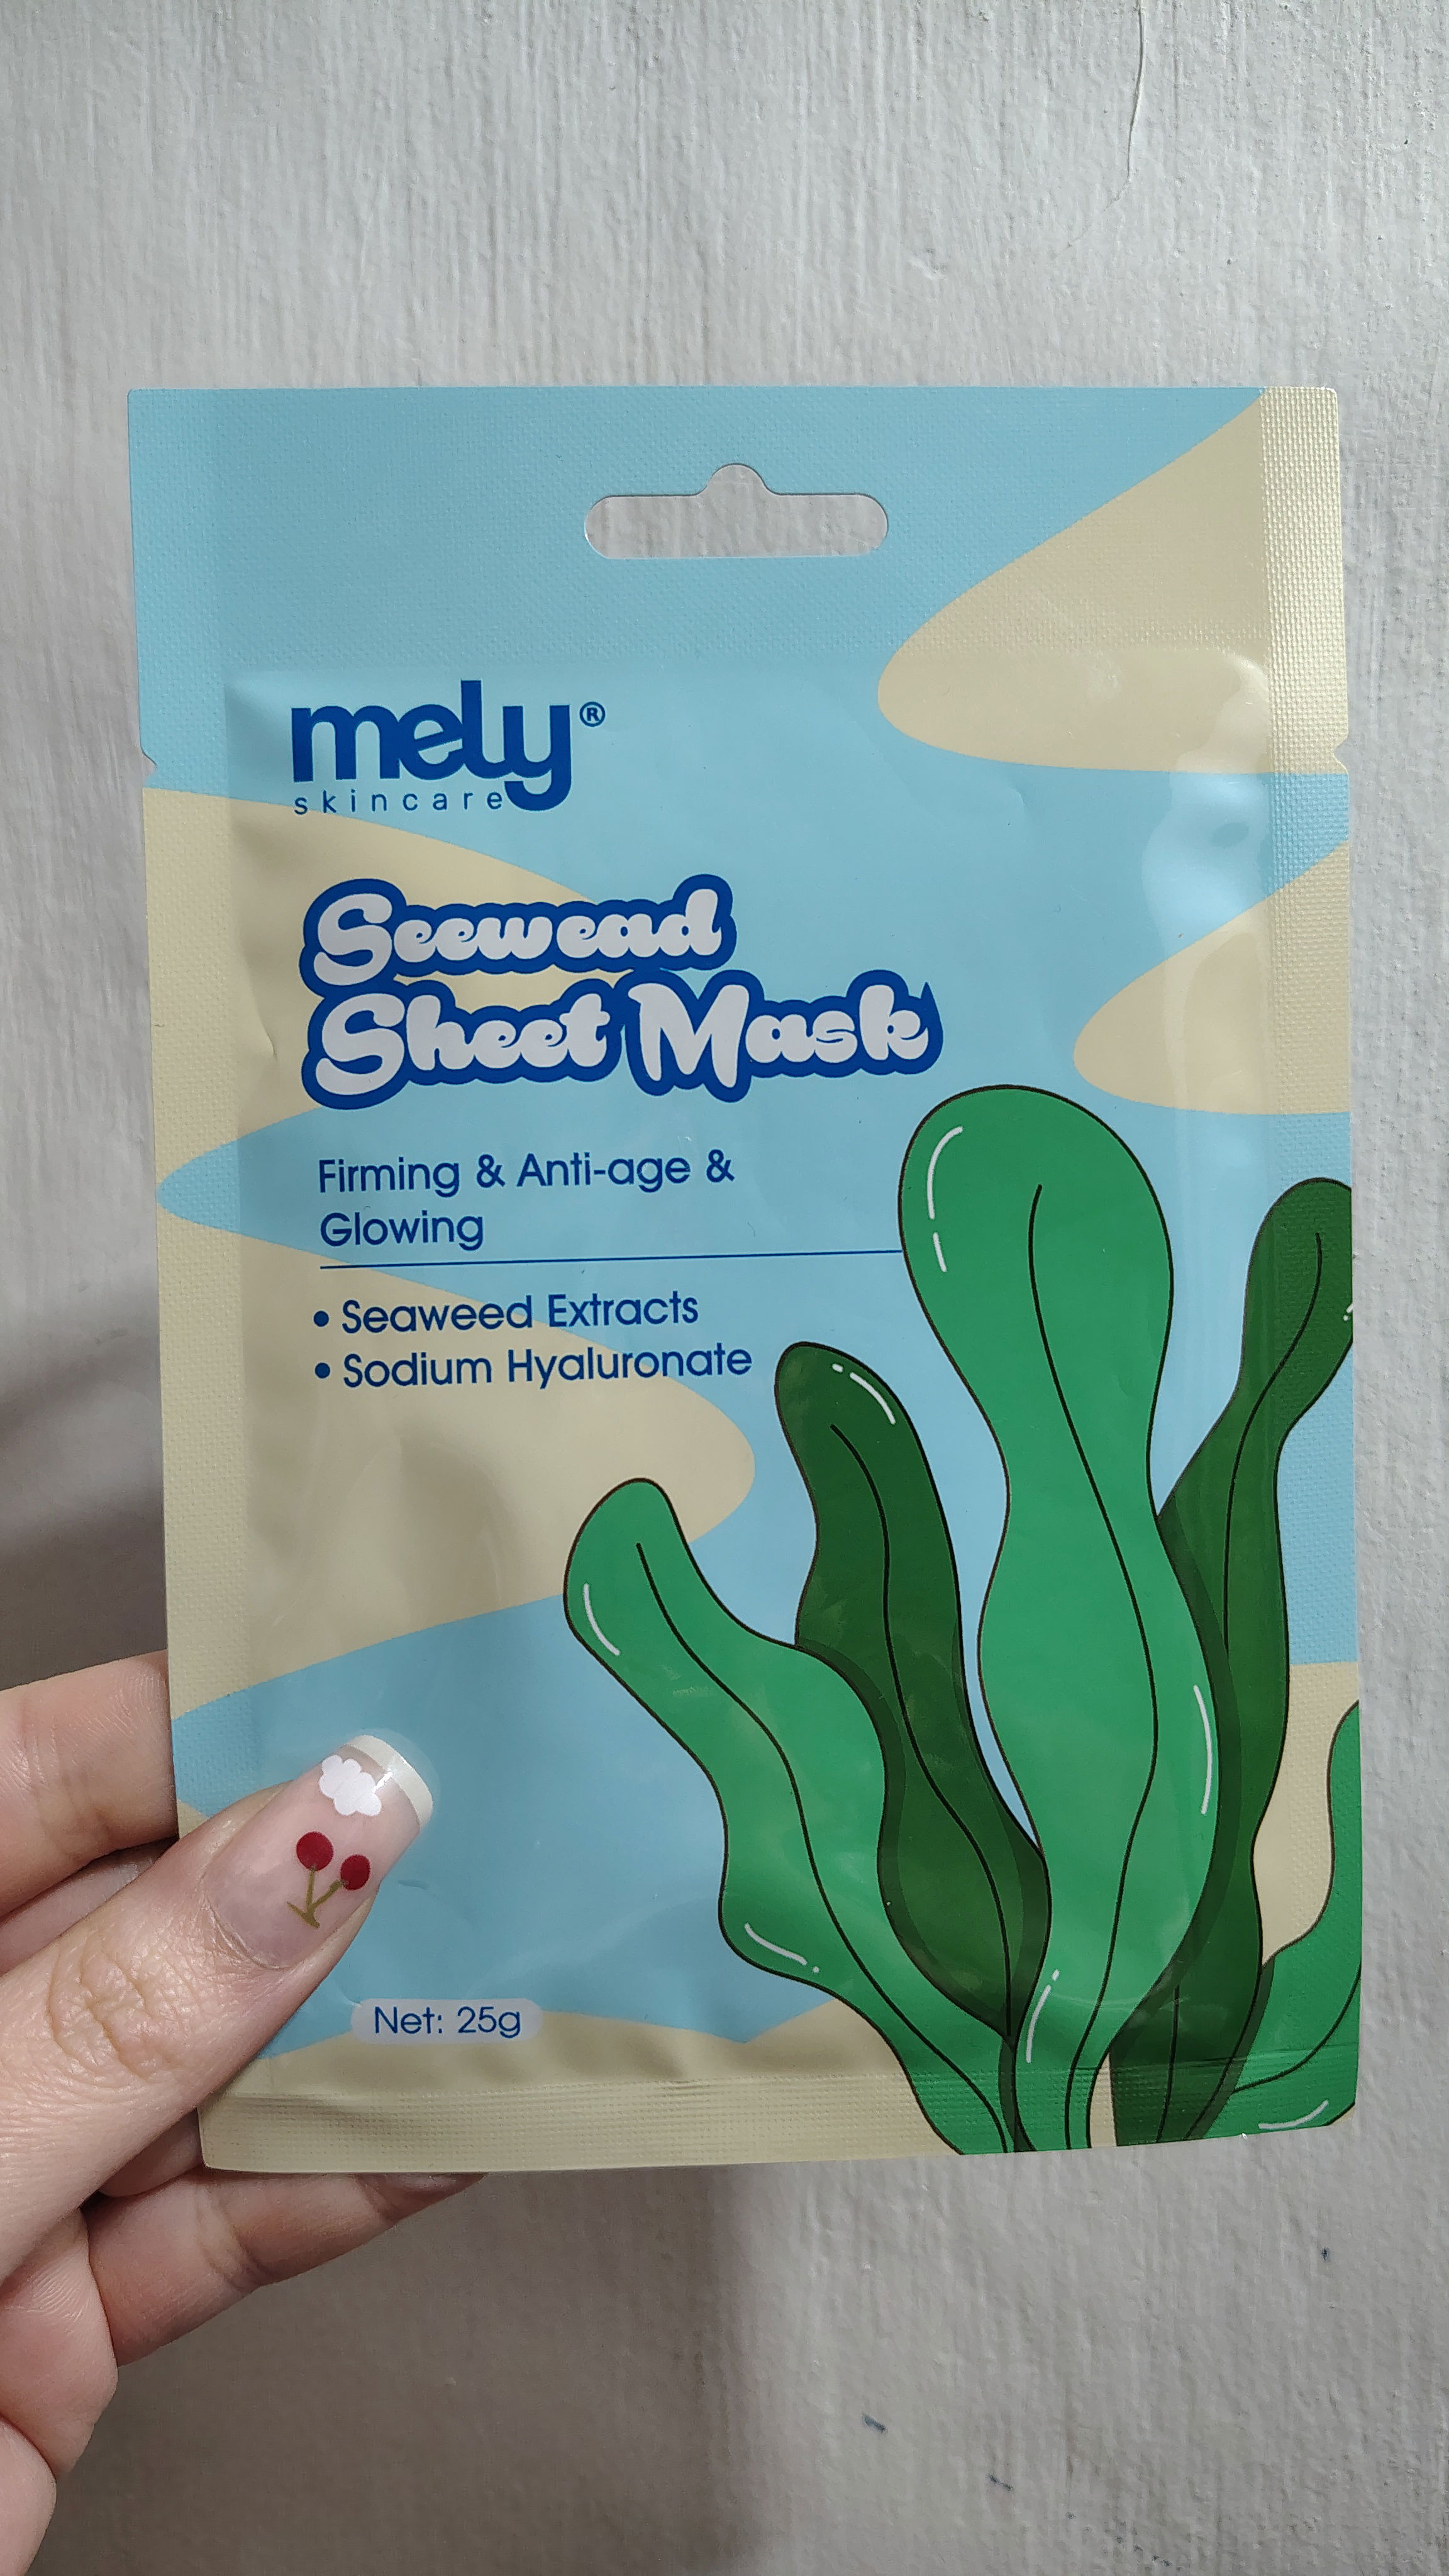 mely®
skincare
Seewead
Sheet Mask
Firming & Anti-age &
Glowing
• Seaweed Extracts
• Sodium Hyaluronate
Net: 25g